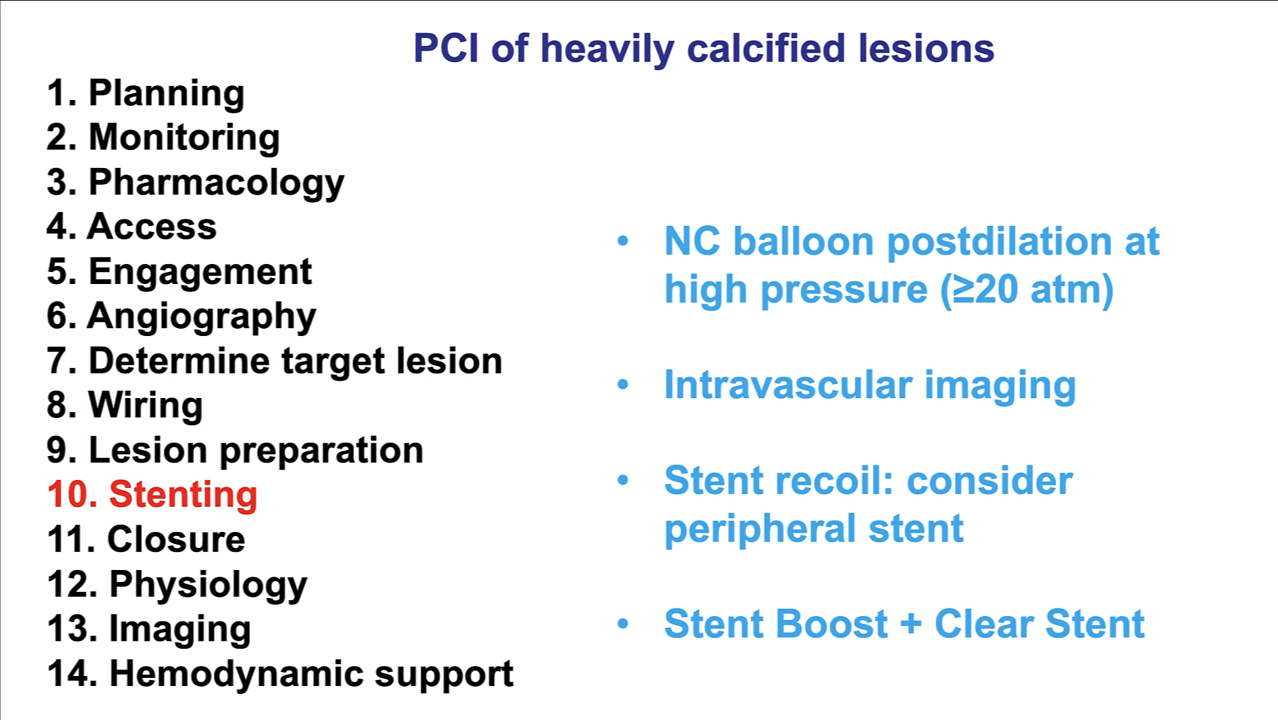 PCI of heavily calcified lesions
1. Planning
2. Monitoring
3. Pharmacology
4. Access
5. Engagement
6. Angiography
7. Determine target lesion
8. Wiring
9. Lesion preparation
10. Stenting
11. Closure
12. Physiology
13. Imaging
14. Hemodynamic support
• NC balloon postdilation at
high pressure (≥20 atm)
• Intravascular imaging
• Stent recoil: consider
peripheral stent
• Stent Boost + Clear Stent